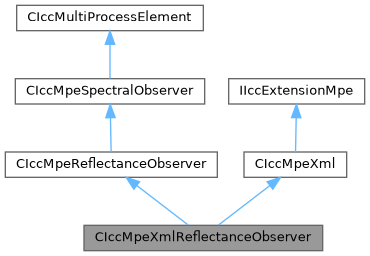 CIccMultiProcessElement
CIccMpeSpectralObserver
IIccExtensionMpe
CIccMpeReflectanceObserver
CIccMpeXml
CIccMpeXmlReflectanceObserver